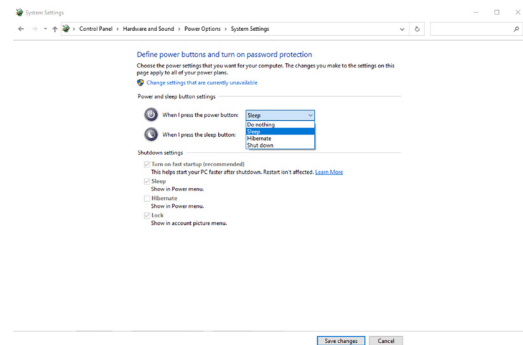 System Settings
Control Panel > Hardware and Sound > Power Options > System Settings
Define power buttons and turn on password protection
Choose the power settings that you want for your computer. The changes you make to the settings on this
page apply to all of your power plans.
Change settings that are currently unavailable
Power and sleep button settings
When I press the power button: Sleep
Do nothing
Sleep
When I press the sleep button:
Hibernate
Shut down
Shutdown settings
Turn on fast startup (recommended)
This helps start your PC faster after shutdown. Restart isn't affected. Learn More
Sleep
Show in Power menu.
Hibernate
Show in Power menu.
Lock
Show in account picture menu.
Save changes Cancel